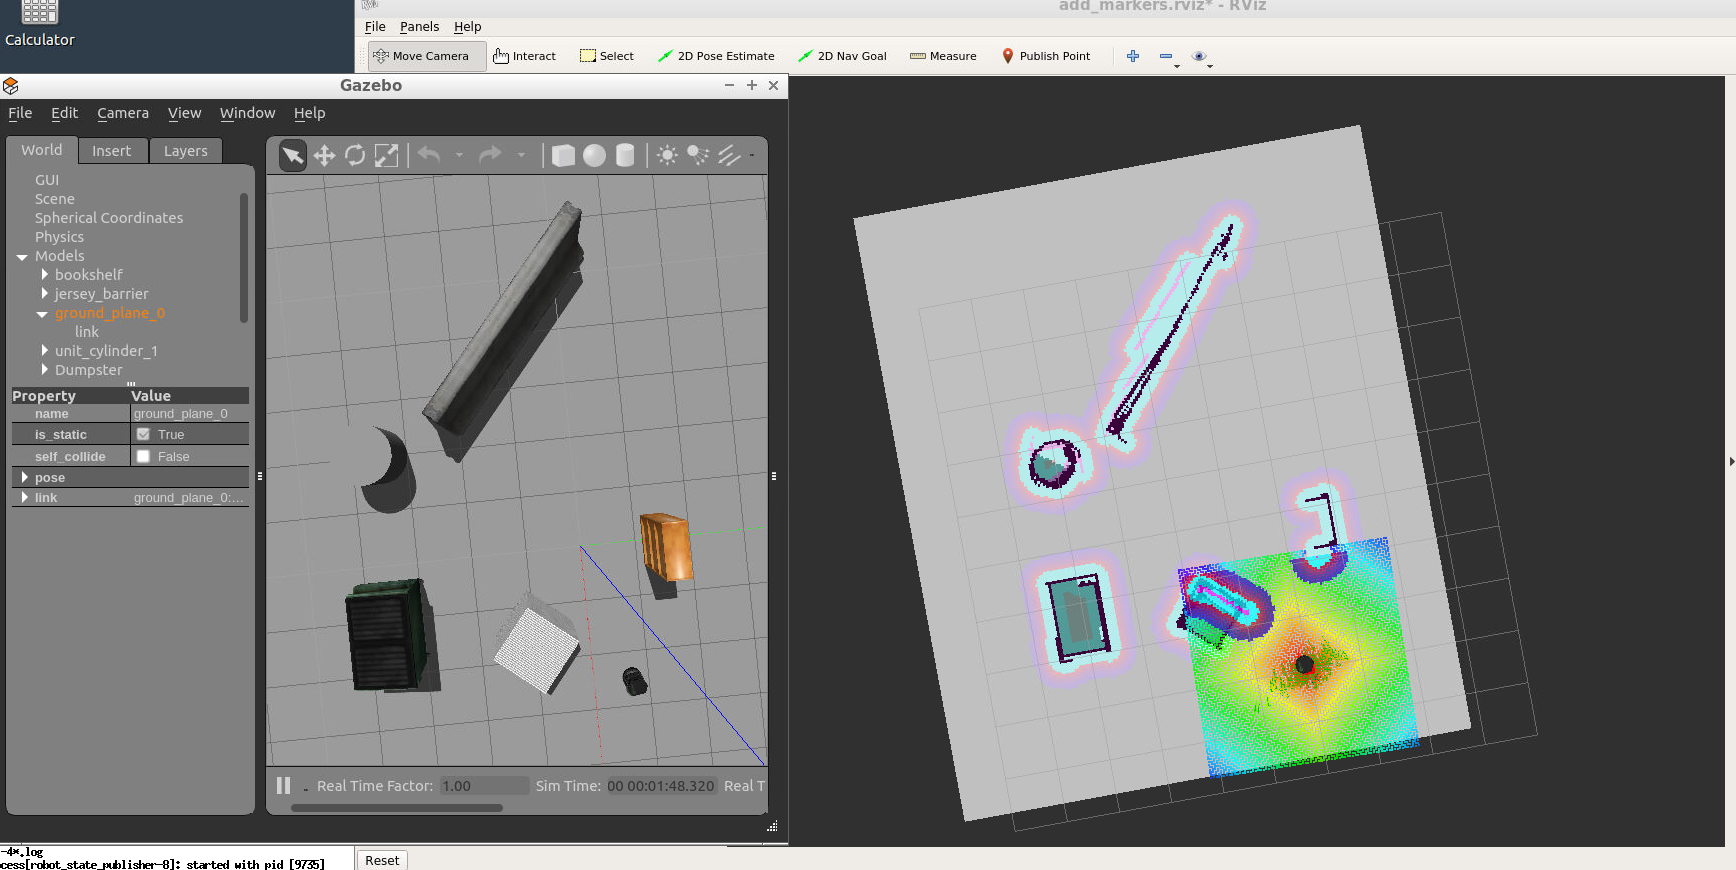 Calculator
add_markers.rviz* - RViz
File Panels Help
Move Camera Interact Select 2D Pose Estimate 2D Nav Goal Measure Publish Point
Gazebo
File Edit Camera View Window Help
World Insert Layers
GUI
Scene
Spherical Coordinates
Physics
Models
bookshelf
jersey_barrier
ground_plane_0
link
unit_cylinder_1
Dumpster
Property Value
name ground_plane_0
is_static True
self_collide False
pose
link ground_plane_0:...
Real Time Factor: 1.00 Sim Time: 00 00:01:48.320 Real T
-4*.log
cess[robot_state_publisher-8]: started with pid [9735]
Reset